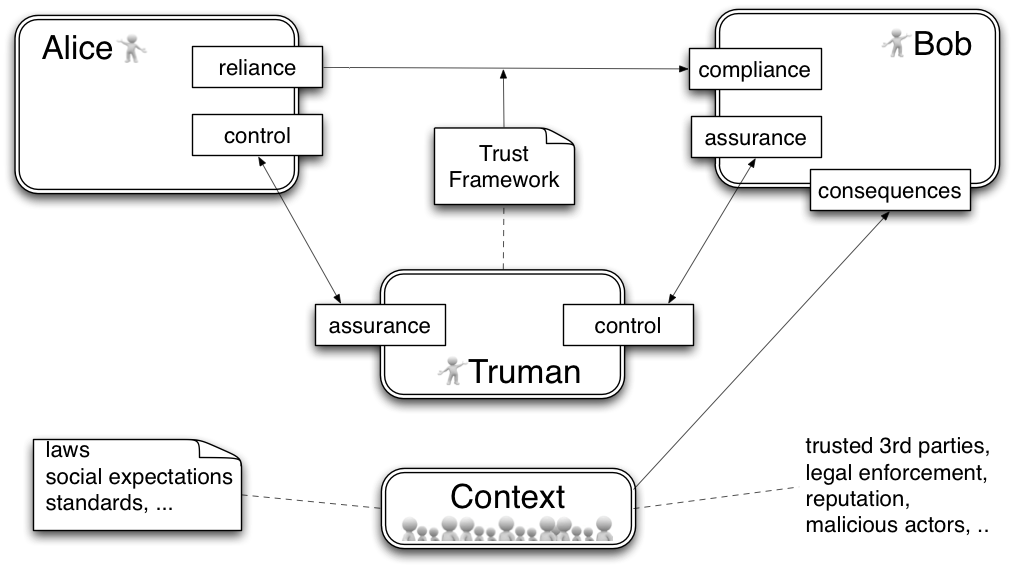 Alice
Bob
reliance
compliance
control
Trust
Framework
assurance
consequences
assurance
control
Truman
laws
social expectations
standards, ...
Context
trusted 3rd parties,
legal enforcement,
reputation,
malicious actors, ..